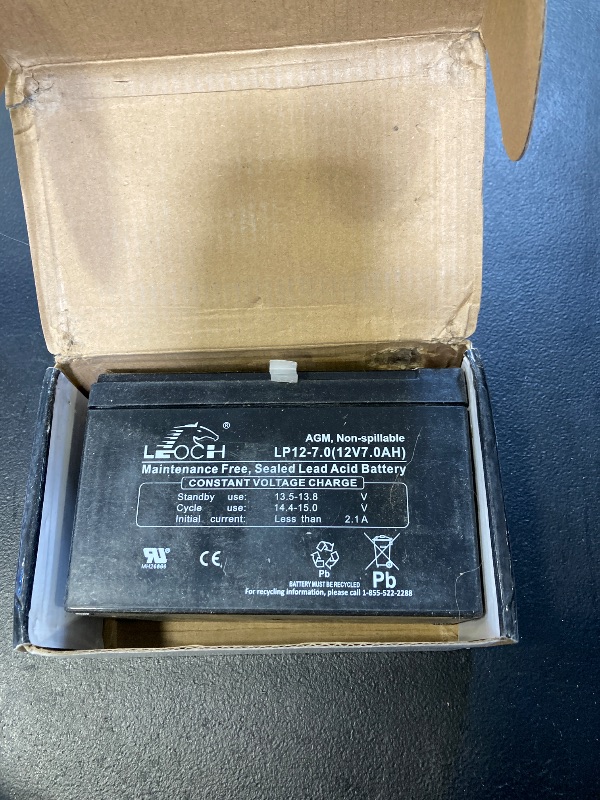 LEOCH ®
AGM, Non-spillable
LP12-7.0(12V7.0AH)
Maintenance Free, Sealed Lead Acid Battery
CONSTANT VOLTAGE CHARGE
Standby use: 13.5-13.8 V
Cycle use: 14.4-15.0 V
Initial current: Less than 2.1A
MH26866
CE
Pb
Pb
BATTERY MUST BE RECYCLED
For recycling information, please call 1-855-522-2288